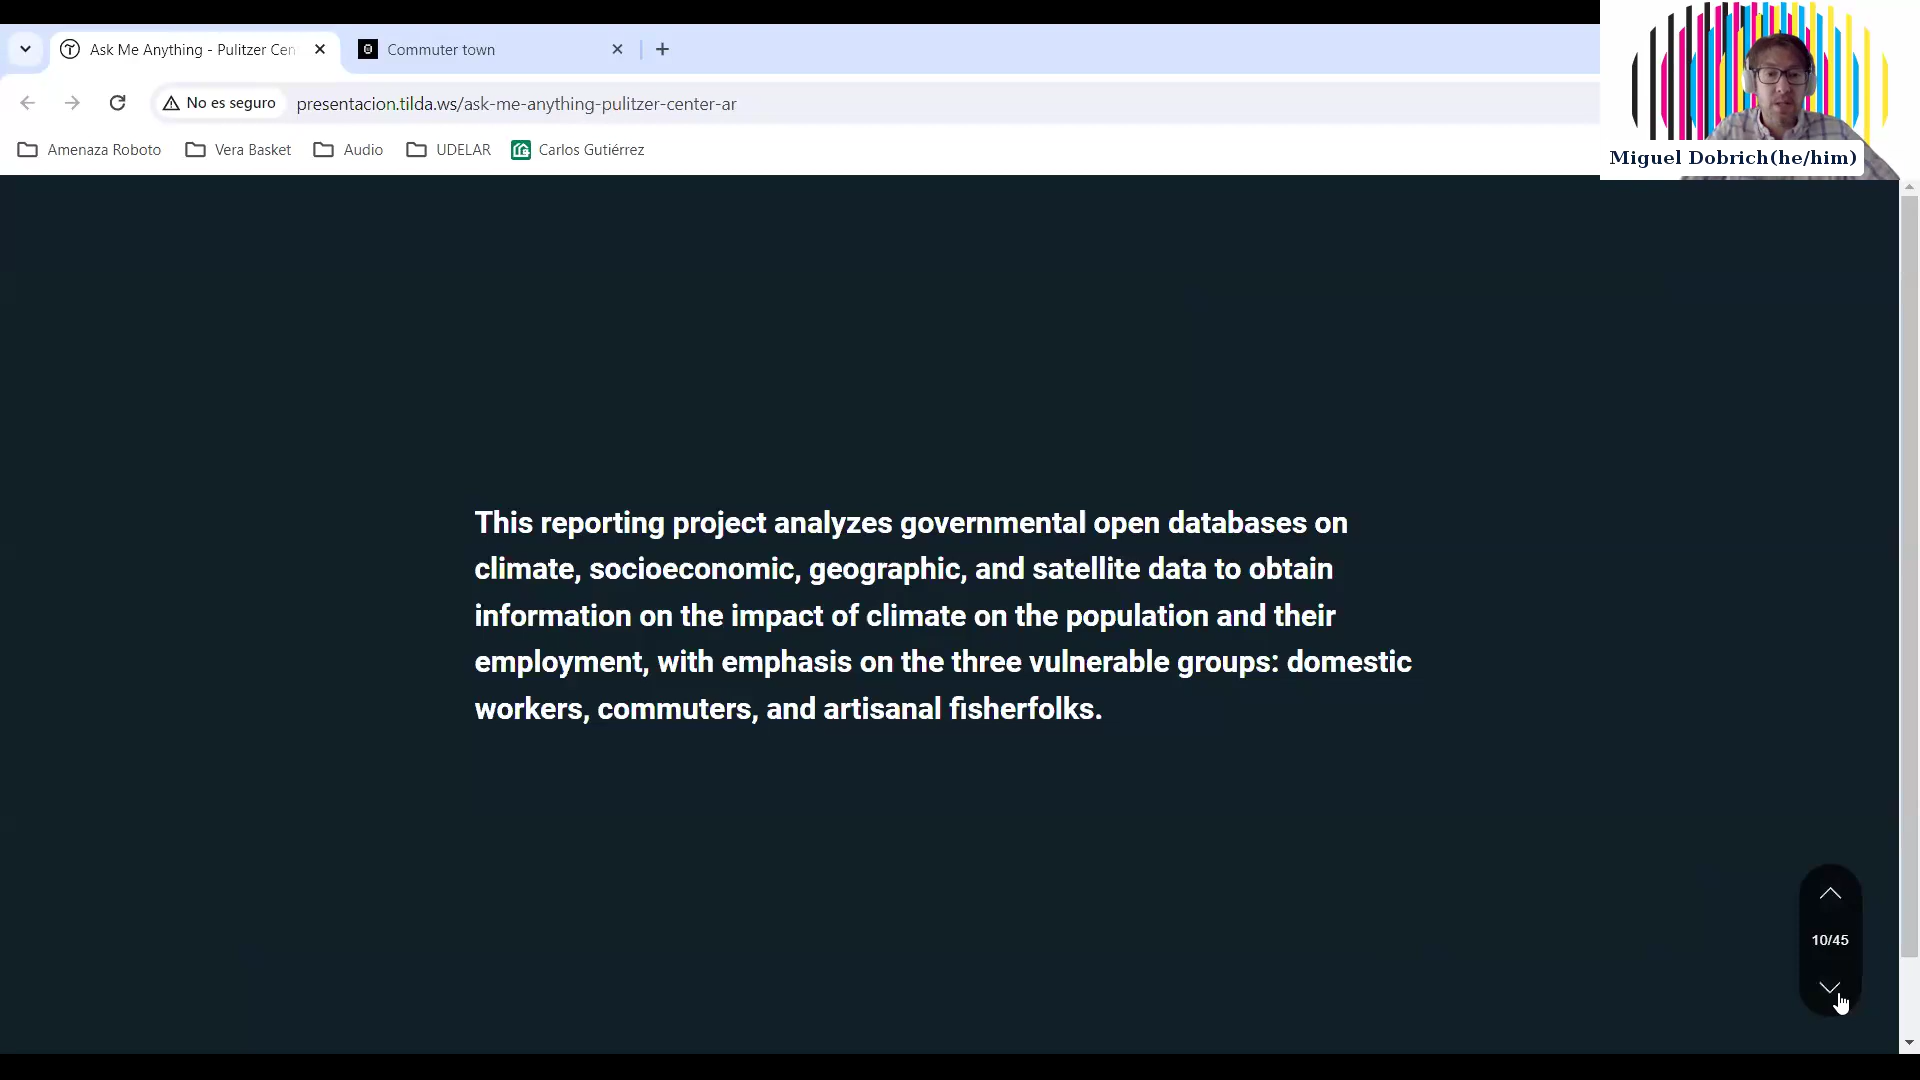 Ask Me Anything - Pulitzer Cen
Commuter town
No es seguro
presentacion.tilda.ws/ask-me-anything-pulitzer-center-ar
Amenaza Roboto
Vera Basket
Audio
UDELAR
Carlos Gutiérrez
Miguel Dobrich(he/him)
This reporting project analyzes governmental open databases on
climate, socioeconomic, geographic, and satellite data to obtain
information on the impact of climate on the population and their
employment, with emphasis on the three vulnerable groups: domestic
workers, commuters, and artisanal fisherfolks.
10/45